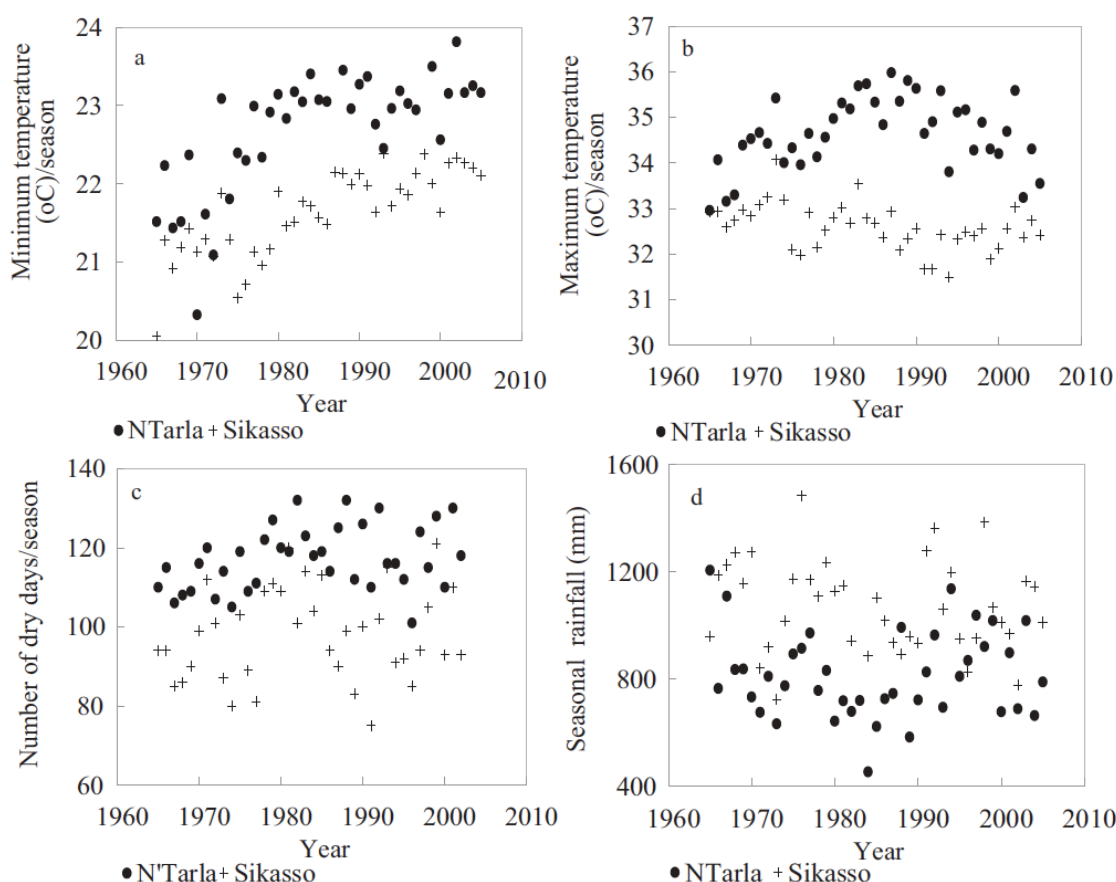 a
Minimum temperature
(oC)/season
24
23
22
21
20
1960 1970 1980 1990 2000 2010
Year
● NTarla + Sikasso
b
Maximum temperature
(oC)/season
37
36
35
34
33
32
31
30
1960 1970 1980 1990 2000 2010
Year
● NTarla + Sikasso
c
Number of dry days/season
140
120
100
80
60
1960 1970 1980 1990 2000 2010
Year
● N'Tarla + Sikasso
d
Seasonal rainfall (mm)
1600
1200
800
400
1960 1970 1980 1990 2000 2010
Year
● NTarla + Sikasso